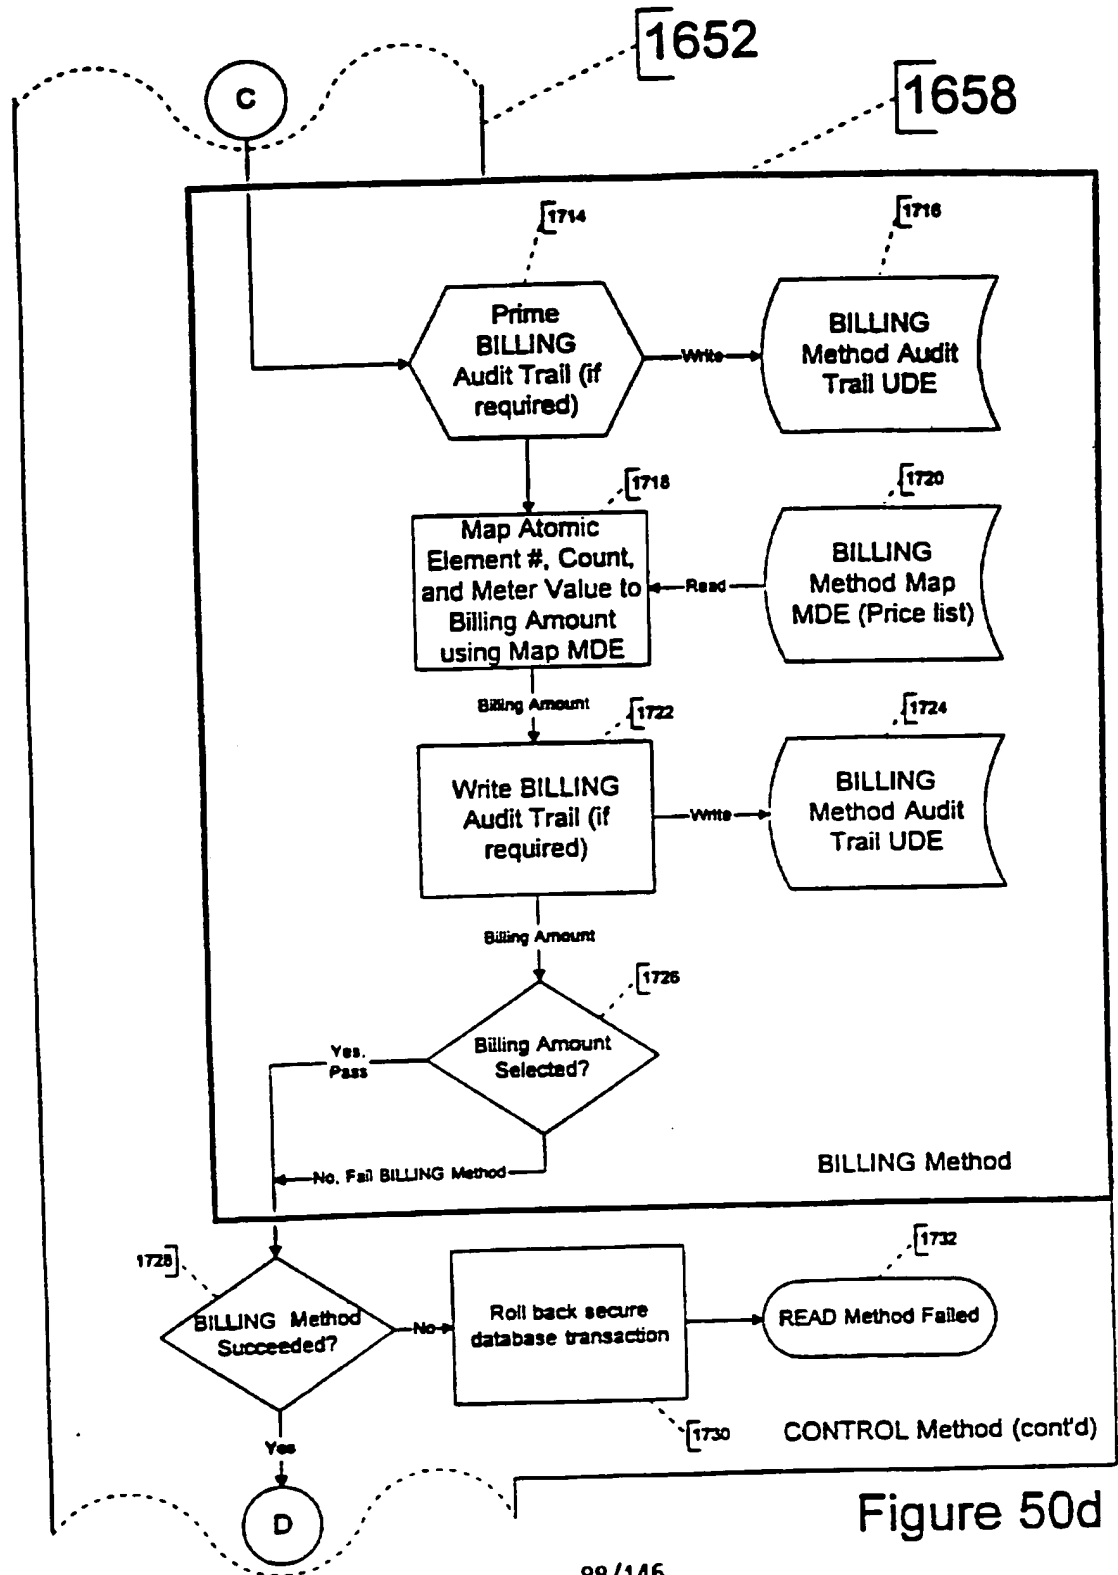 1652
C
1658
1714
1716
Prime
BILLING
Audit Trail (if
required)
Write
BILLING
Method Audit
Trail UDE
1718
1720
Map Atomic
Element #, Count,
and Meter Value to
Billing Amount
using Map MDE
Read
BILLING
Method Map
MDE (Price list)
Billing Amount
1722
1724
Write BILLING
Audit Trail (if
required)
Write
BILLING
Method Audit
Trail UDE
Billing Amount
1726
Billing Amount
Selected?
Yes,
Pass
No, Fail BILLING Method
BILLING Method
1728
1732
BILLING Method
Succeeded?
No
Roll back secure
database transaction
READ Method Failed
1730
CONTROL Method (cont'd)
Yes
D
Figure 50d